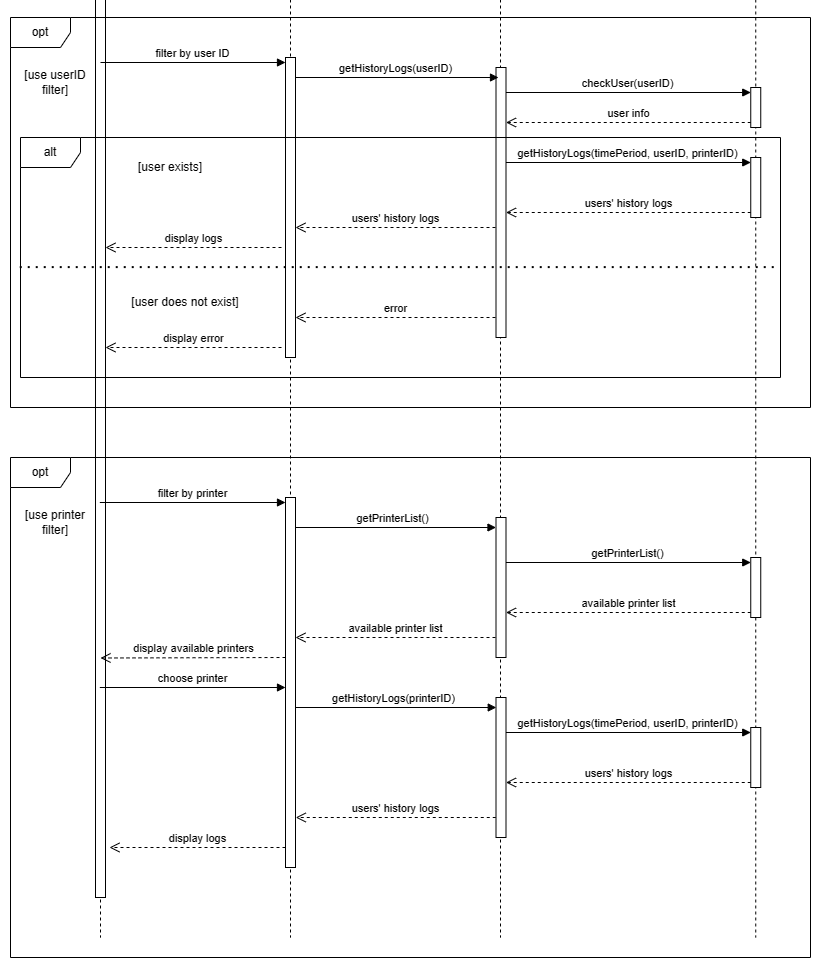 opt
filter by user ID
[use userID
filter]
getHistoryLogs(userID)
checkUser(userID)
user info
alt
[user exists]
getHistoryLogs(timePeriod, userID, printerID)
users' history logs
users' history logs
display logs
[user does not exist]
error
display error
opt
filter by printer
[use printer
filter]
getPrinterList()
getPrinterList()
available printer list
available printer list
display available printers
choose printer
getHistoryLogs(printerID)
getHistoryLogs(timePeriod, userID, printerID)
users' history logs
users' history logs
display logs